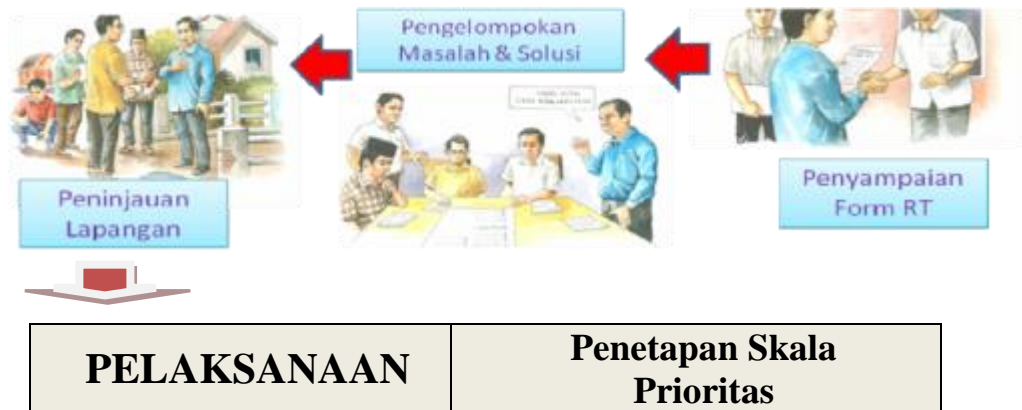 Pengelompokan
Masalah & Solusi
Peninjauan
Lapangan
Penyampaian
Form RT
PELAKSANAAN
Penetapan Skala
Prioritas